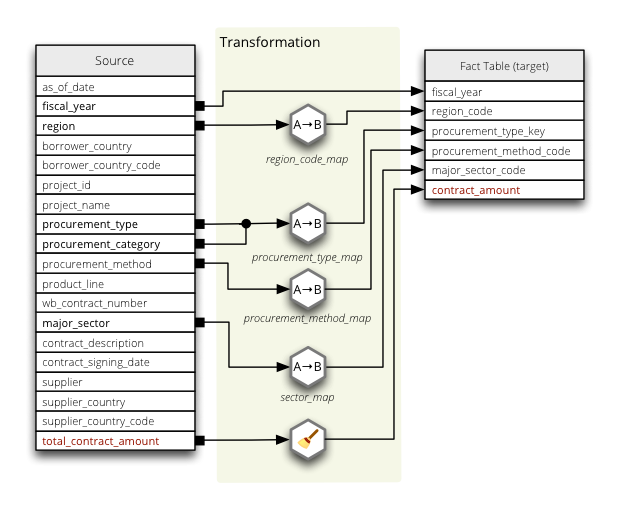 Transformation
Source
as_of_date
fiscal_year
region
borrower_country
borrower_country_code
project_id
project_name
procurement_type
procurement_category
procurement_method
product_line
wb_contract_number
major_sector
contract_description
contract_signing_date
supplier
supplier_country
supplier_country_code
total_contract_amount
A→B
region_code_map
A→B
procurement_type_map
A→B
procurement_method_map
A→B
sector_map
Fact Table (target)
fiscal_year
region_code
procurement_type_key
procurement_method_code
major_sector_code
contract_amount